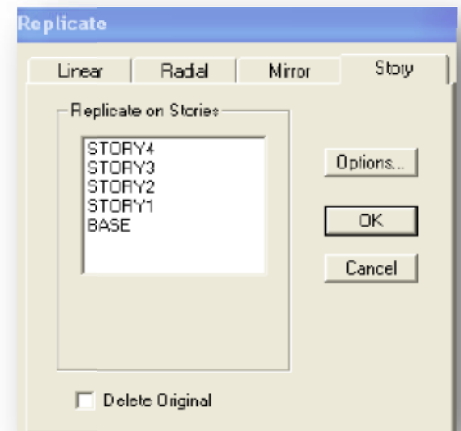 Replicate
Linear Radial Mirror Story
Replicate on Stories
STORY4
STORY3
STORY2
STORY1
BASE
Options...
OK
Cancel
Delete Original